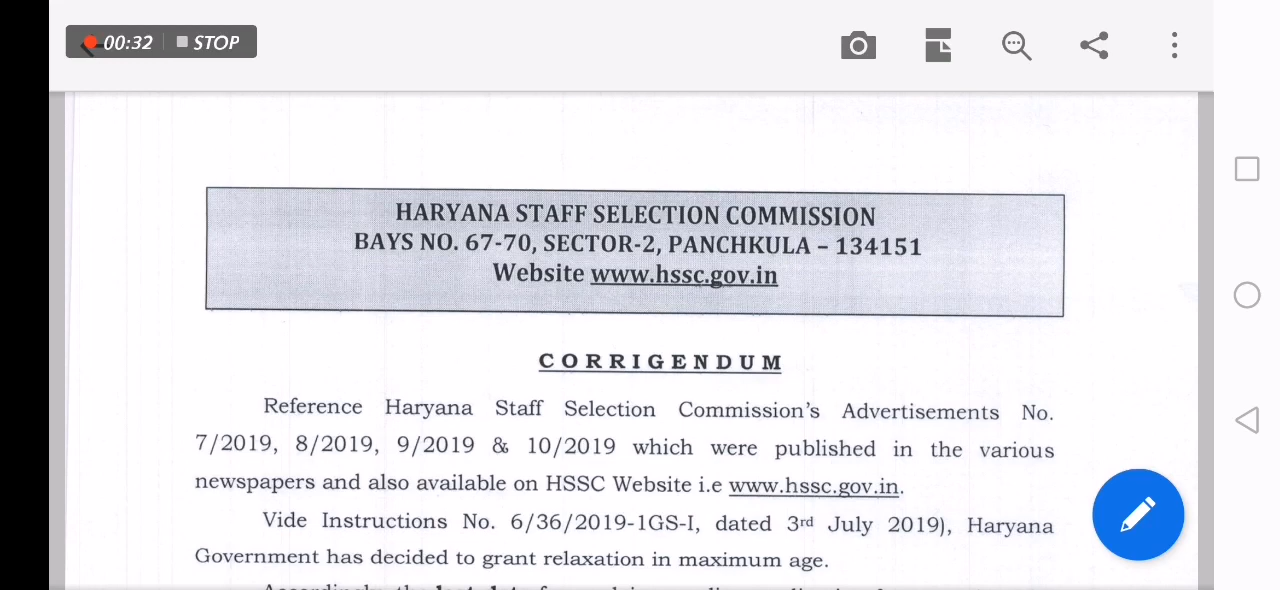 00:32 STOP
HARYANA STAFF SELECTION COMMISSION
BAYS NO. 67-70, SECTOR-2, PANCHKULA – 134151
Website www.hssc.gov.in
CORRIGENDUM
Reference Haryana Staff Selection Commission's Advertisements No.
7/2019, 8/2019, 9/2019 & 10/2019 which were published in the various
newspapers and also available on HSSC Website i.e www.hssc.gov.in.
Vide Instructions No. 6/36/2019-1GS-I, dated 3rd July 2019), Haryana
Government has decided to grant relaxation in maximum age.